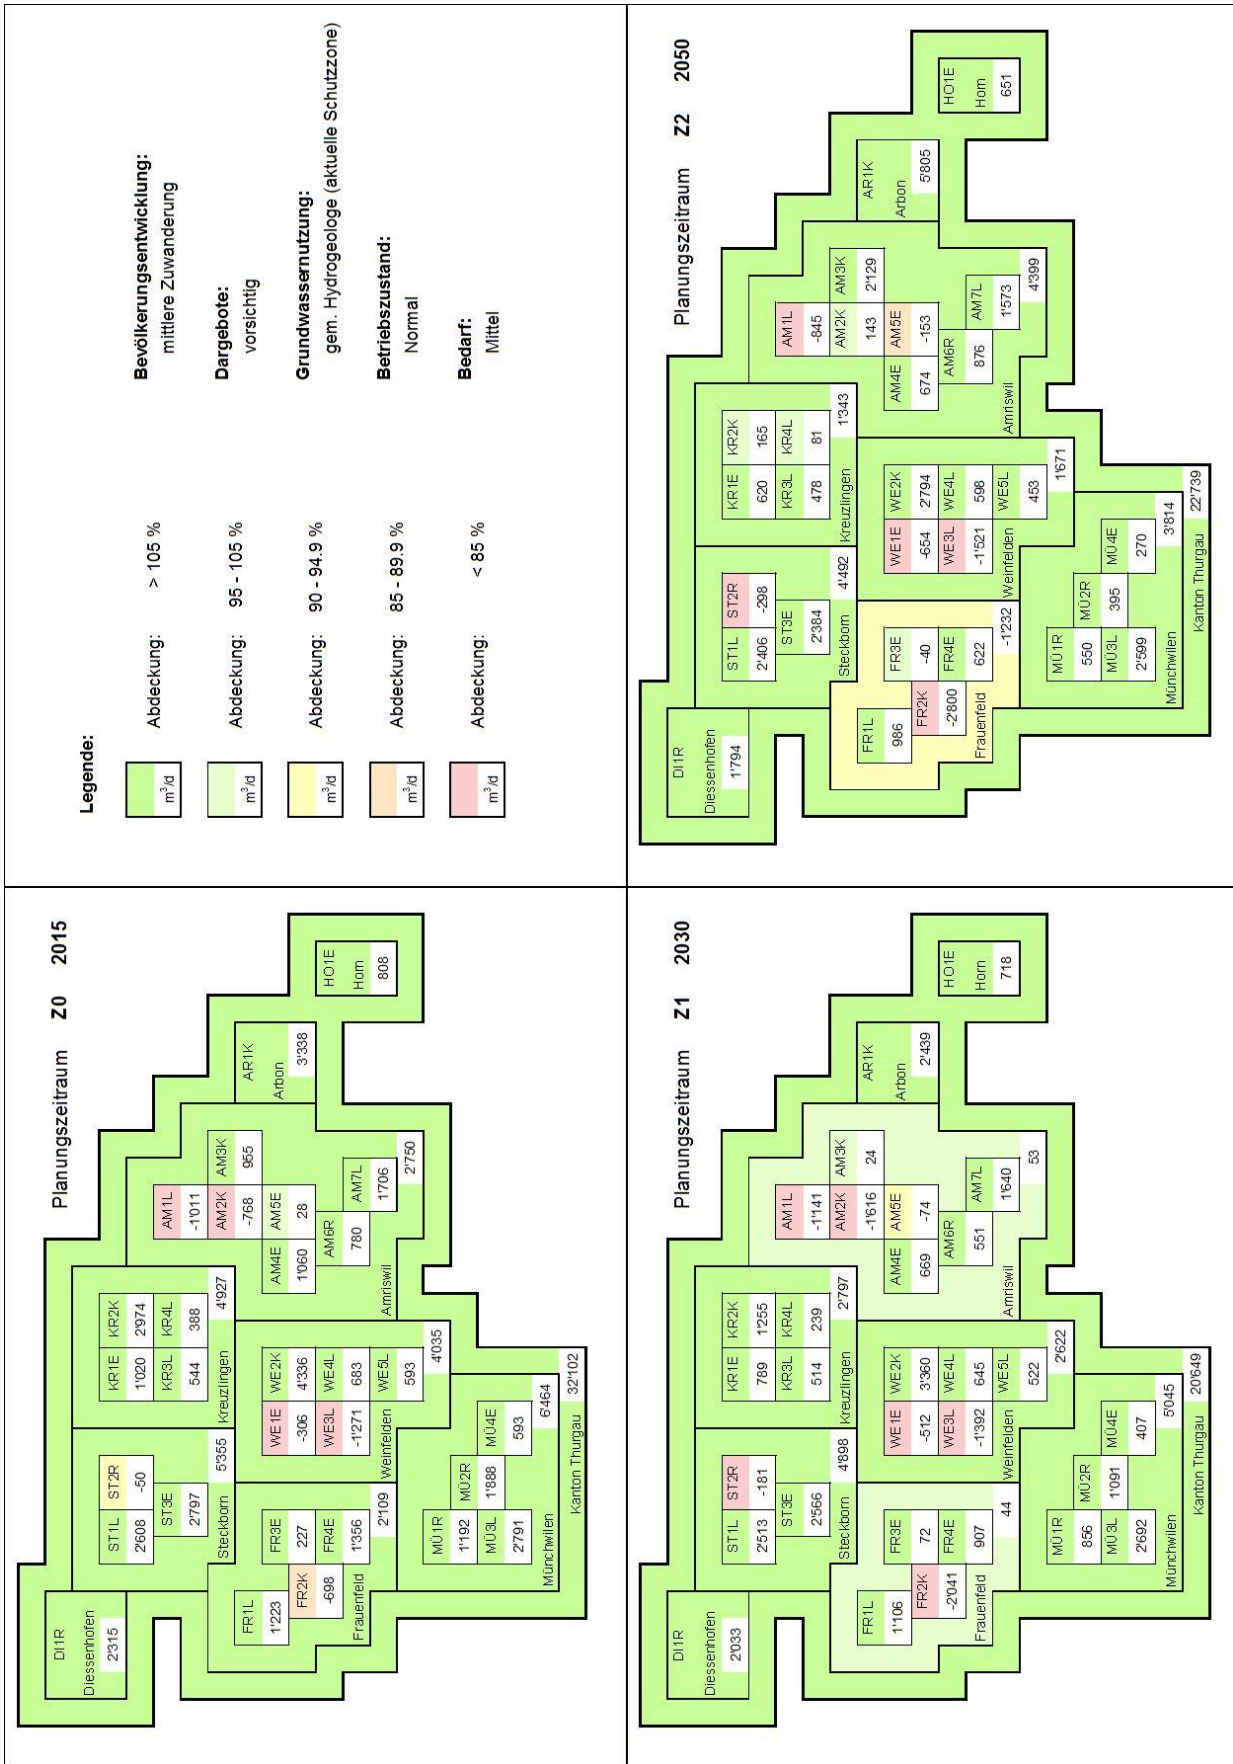 Planungszeitraum Z0 2015
DI1R
Diessenhofen
2'315
ST1L ST2R
2'608 -50
ST3E
2'797
Steckborn
5'355
KR1E KR2K
1'020 2'974
KR3L KR4L
544 388
Kreuzlingen
4'927
AM1L
-1'011
AM2K AM3K
-768 955
AM4E AM5E
1'060 28
AM6R AM7L
780 1'706
Amriswil
2'750
AR1K
Arbon
3'338
HO1E
Horn
808
FR1L
1'223
FR2K FR3E
-698 227
FR4E
1'356
Frauenfeld
2'109
WE1E WE2K
-306 4'336
WE3L WE4L
-1'271 683
WE5L
593
Weinfelden
4'035
MÜ1R MÜ2R
1'192 1'888
MÜ3L MÜ4E
2'791 593
Münchwilen
6'464
Kanton Thurgau
32'102
Legende:
m³/d Abdeckung: > 105 %
m³/d Abdeckung: 95 - 105 %
m³/d Abdeckung: 90 - 94.9 %
m³/d Abdeckung: 85 - 89.9 %
m³/d Abdeckung: < 85 %
Bevölkerungsentwicklung:
mittlere Zuwanderung
Dargebote:
vorsichtig
Grundwassernutzung:
gem. Hydrogeologe (aktuelle Schutzzone)
Betriebszustand:
Normal
Bedarf:
Mittel
Planungszeitraum Z1 2030
DI1R
Diessenhofen
2'033
ST1L ST2R
2'513 -181
ST3E
2'566
Steckborn
4'898
KR1E KR2K
789 1'255
KR3L KR4L
514 239
Kreuzlingen
2'797
AM1L
-1'141
AM2K AM3K
-1'616 24
AM4E AM5E
669 -74
AM6R AM7L
551 1'640
Amriswil
53
AR1K
Arbon
2'439
HO1E
Horn
718
FR1L
1'106
FR2K FR3E
-2'041 72
FR4E
907
Frauenfeld
44
WE1E WE2K
-512 3'360
WE3L WE4L
-1'392 645
WE5L
522
Weinfelden
2'622
MÜ1R MÜ2R
856 1'091
MÜ3L MÜ4E
2'692 407
Münchwilen
5'045
Kanton Thurgau
20'649
Planungszeitraum Z2 2050
DI1R
Diessenhofen
1'794
ST1L ST2R
2'406 -298
ST3E
2'384
Steckborn
4'492
KR1E KR2K
620 165
KR3L KR4L
478 81
Kreuzlingen
1'343
AM1L
-845
AM2K AM3K
143 2'129
AM4E AM5E
674 -153
AM6R AM7L
876 1'573
Amriswil
4'399
AR1K
Arbon
5'805
HO1E
Horn
651
FR1L
986
FR2K FR3E
-2'800 -40
FR4E
622
Frauenfeld
-1'232
WE1E WE2K
-654 2'794
WE3L WE4L
-1'521 598
WE5L
453
Weinfelden
1'671
MÜ1R MÜ2R
550 395
MÜ3L MÜ4E
2'599 270
Münchwilen
3'814
Kanton Thurgau
22'739